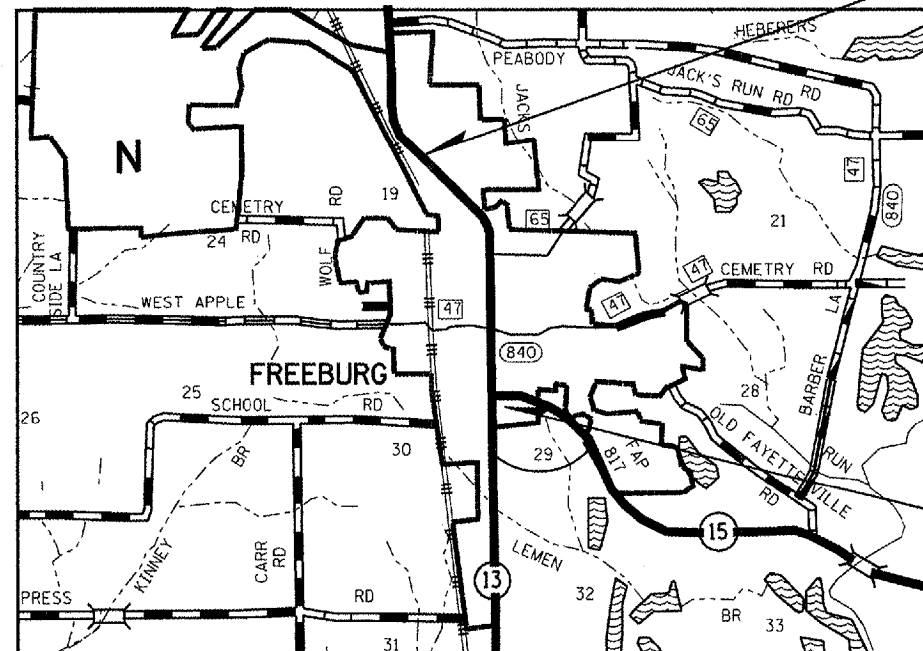 HEBERERS
PEABODY
RD
JACK'S RUN RD
JACKS
65
47
N
19
CEMETRY RD
24
RD
WOLF
65
21
840
COUNTRY
SIDE LA
47
CEMETRY RD
47
WEST APPLE
47
LA
840
FREEBURG
BARBER
25
28
SCHOOL RD
26
OLD FAYETTEVILLE
RD
RUN
30
29
FAP
817
BR
15
KINNEY
CARR
RD
LEMEN
13
32
PRESS
RD
BR
33
31